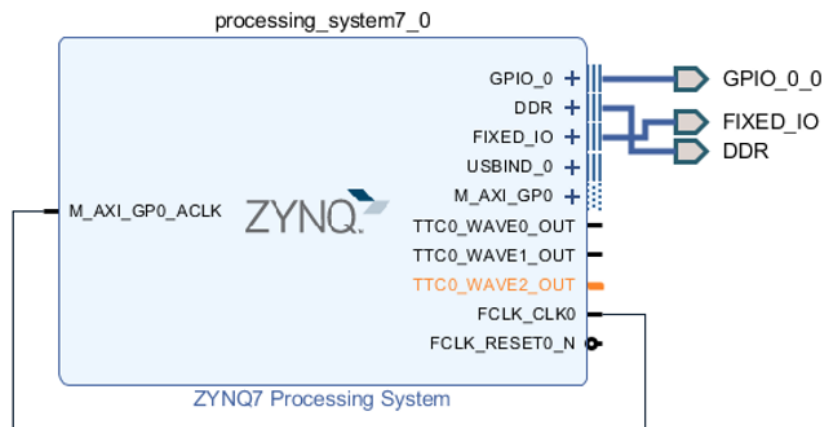 processing_system7_0
GPIO_0
GPIO_0_0
DDR
FIXED_IO
FIXED_IO
DDR
USBIND_0
M_AXI_GP0
M_AXI_GP0_ACLK
ZYNQ
TTC0_WAVE0_OUT
TTC0_WAVE1_OUT
TTC0_WAVE2_OUT
FCLK_CLK0
FCLK_RESET0_N
ZYNQ7 Processing System